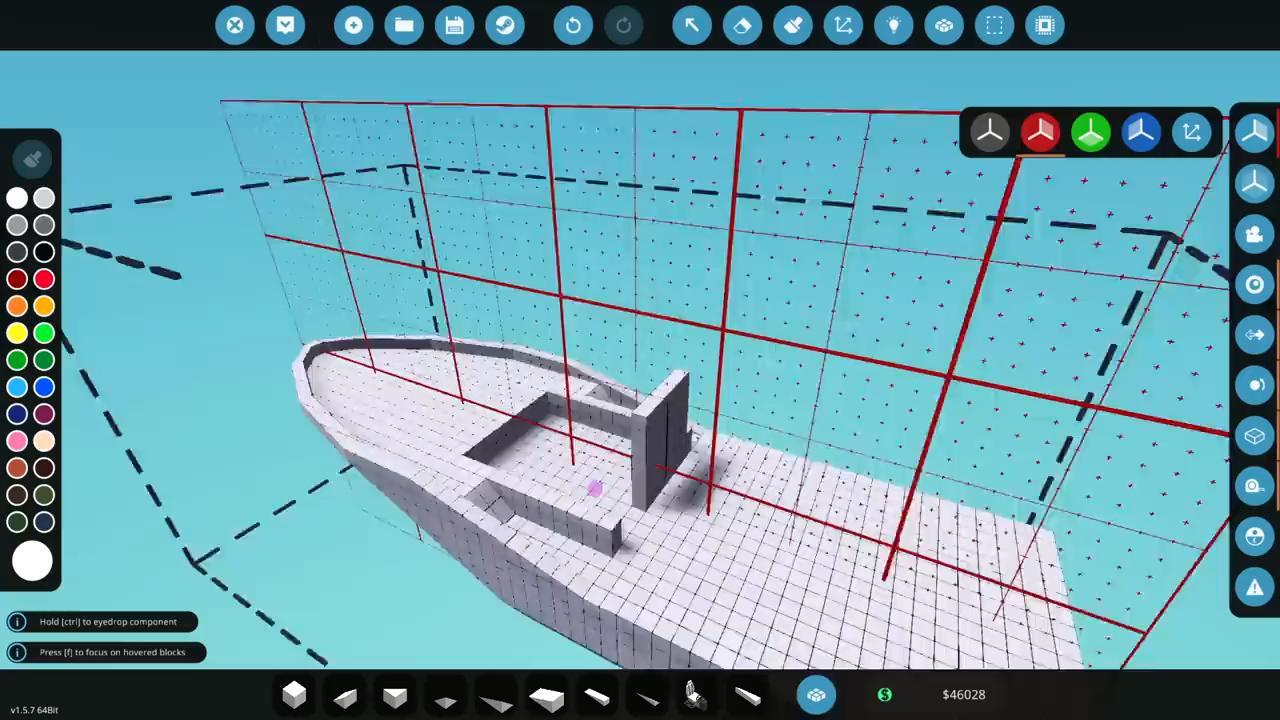 Hold [ctrl] to eyedrop component
Press [f] to focus on hovered blocks
$46028
v1.5.7 64Bit